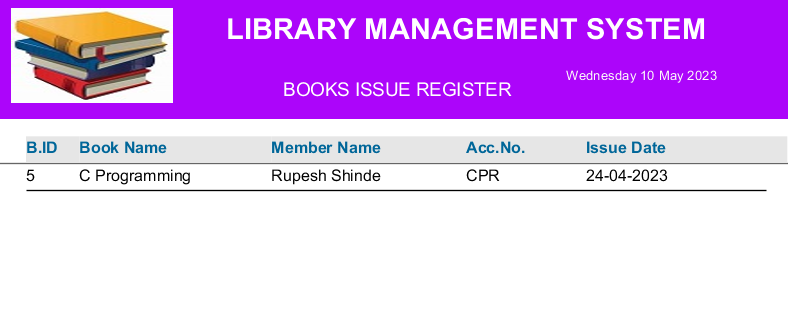 LIBRARY MANAGEMENT SYSTEM
Wednesday 10 May 2023
BOOKS ISSUE REGISTER
B.ID Book Name Member Name Acc.No. Issue Date
5 C Programming Rupesh Shinde CPR 24-04-2023